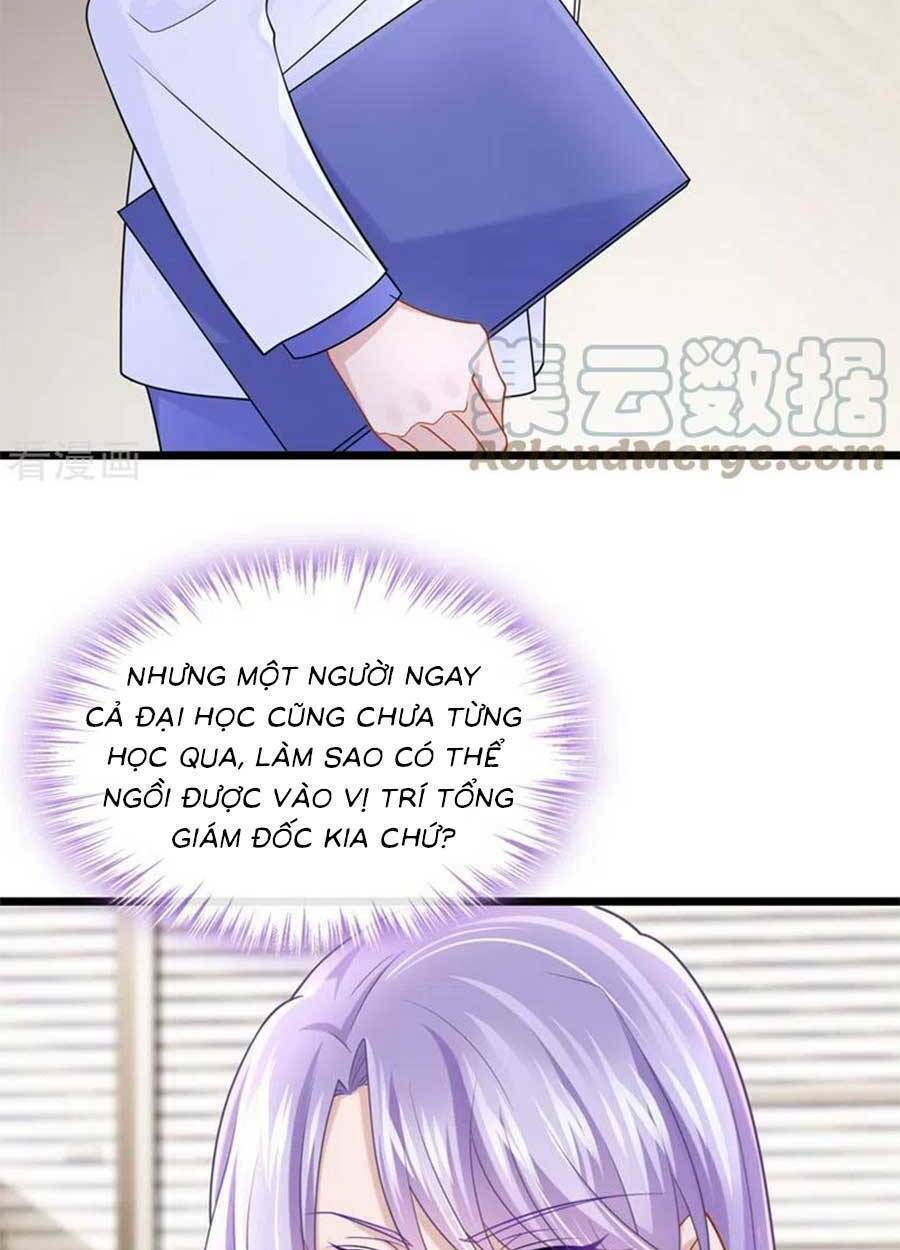 集云数据
AcloudMerge.com
看漫画
NHƯNG MỘT NGƯỜI NGAY
CẢ ĐẠI HỌC CŨNG CHƯA TỪNG
HỌC QUA, LÀM SAO CÓ THỂ
NGỒI ĐƯỢC VÀO VỊ TRÍ TỔNG
GIÁM ĐỐC KIA CHỨ?